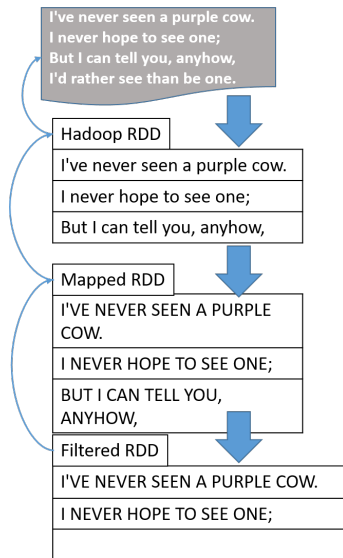 I've never seen a purple cow.
I never hope to see one;
But I can tell you, anyhow,
I'd rather see than be one.
Hadoop RDD
I've never seen a purple cow.
I never hope to see one;
But I can tell you, anyhow,
Mapped RDD
I'VE NEVER SEEN A PURPLE
COW.
I NEVER HOPE TO SEE ONE;
BUT I CAN TELL YOU,
ANYHOW,
Filtered RDD
I'VE NEVER SEEN A PURPLE COW.
I NEVER HOPE TO SEE ONE;